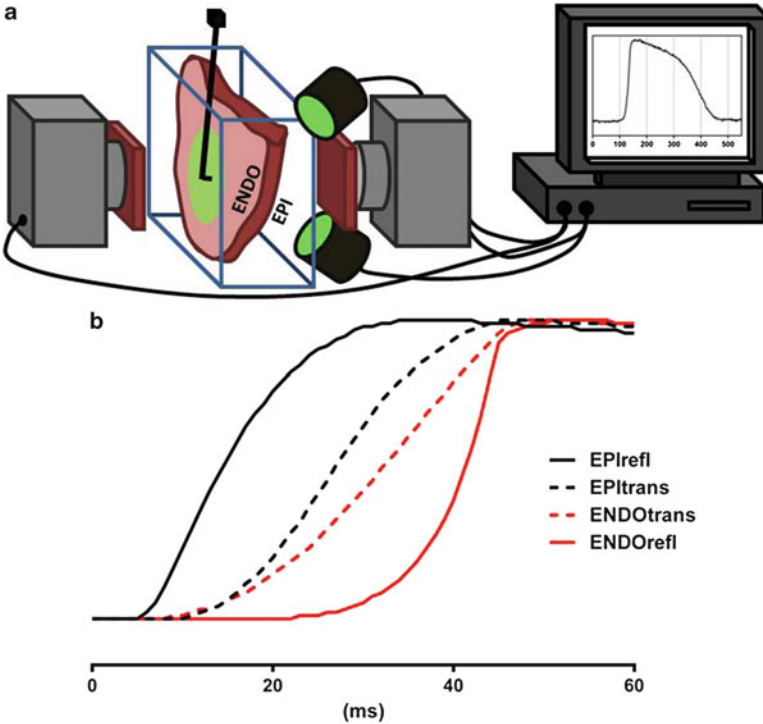 a
0 100 200 300 400 500
ENDO
EPI
b
EPIrefl
EPItrans
ENDOtrans
ENDOrefl
0 20 40 60
(ms)